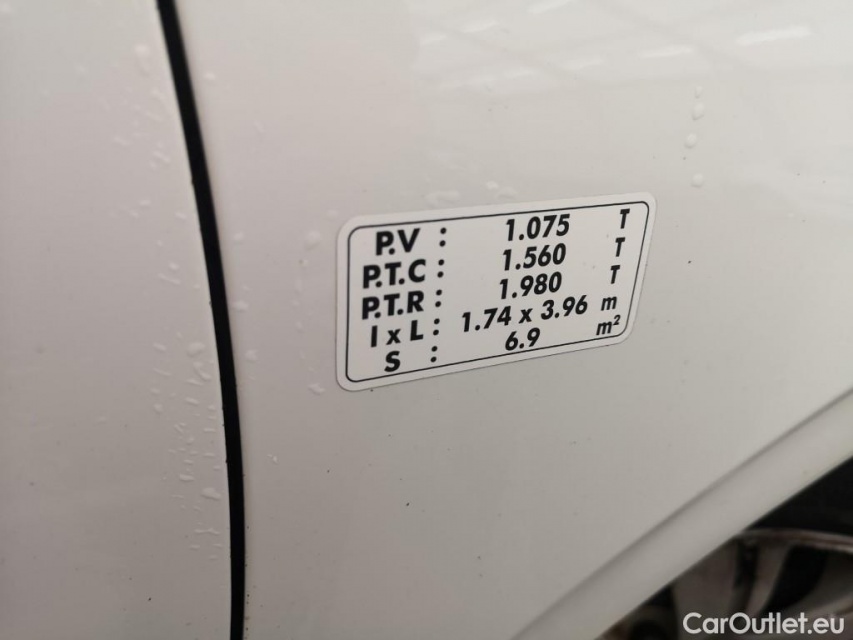 P.V : 1.075 T
P.T.C : 1.560 T
P.T.R : 1.980 T
l x L : 1.74 x 3.96 m
S : 6.9 m²
CarOutlet.eu